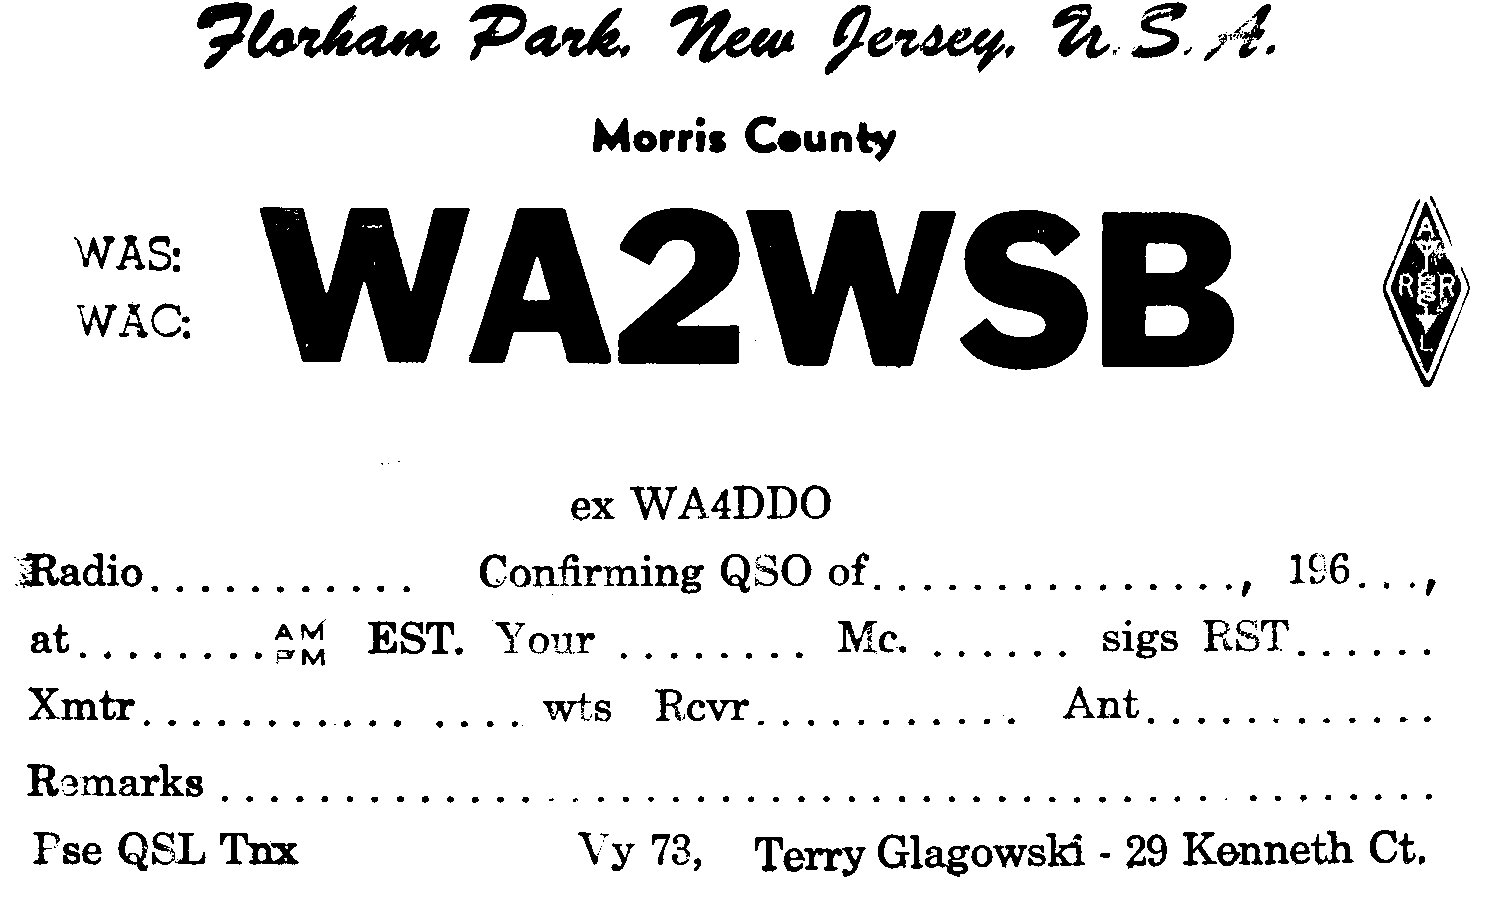 Florham Park, New Jersey, U.S.A.
Morris County
WAS:
WAC:
WA2WSB
A
R R
L
ex WA4DDO
Radio........... Confirming QSO of..............., 196...,
at........AM PM EST. Your ........ Mc. ...... sigs RST......
Xmtr............... wts Rcvr........... Ant............
Remarks ..................................................
Pse QSL Tnx Vy 73, Terry Glagowski - 29 Kenneth Ct.